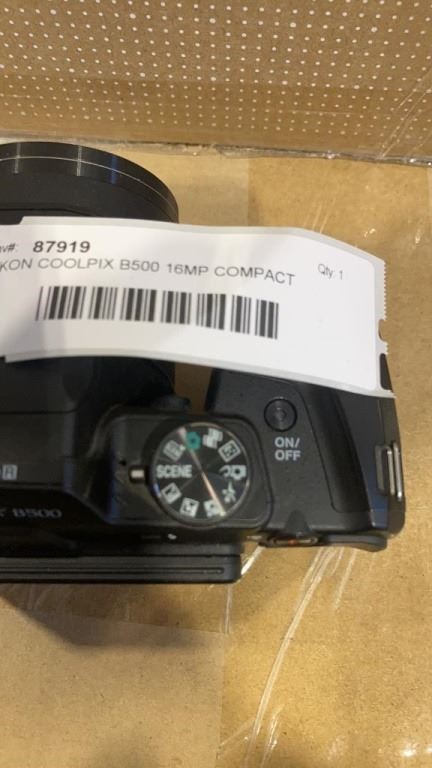 87919
Qty: 1
KON COOLPIX B500 16MP COMPACT
ON/
OFF
SCENE
B500